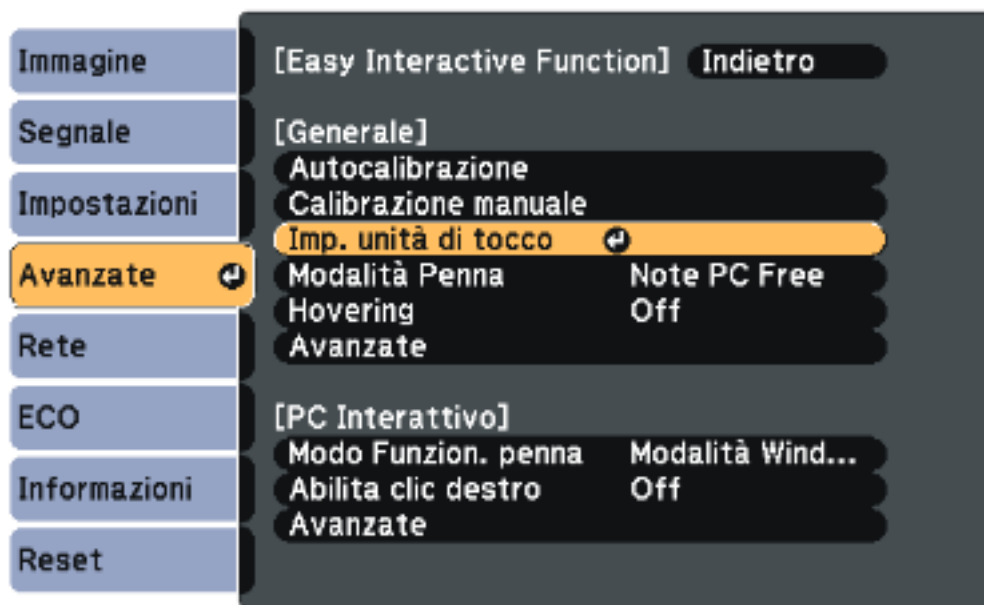 Immagine
Segnale
Impostazioni
Avanzate
Rete
ECO
Informazioni
Reset
[Easy Interactive Function] Indietro
[Generale]
Autocalibrazione
Calibrazione manuale
Imp. unità di tocco
Modalità Penna Note PC Free
Hovering Off
Avanzate
[PC Interattivo]
Modo Funzion. penna Modalità Wind...
Abilita clic destro Off
Avanzate